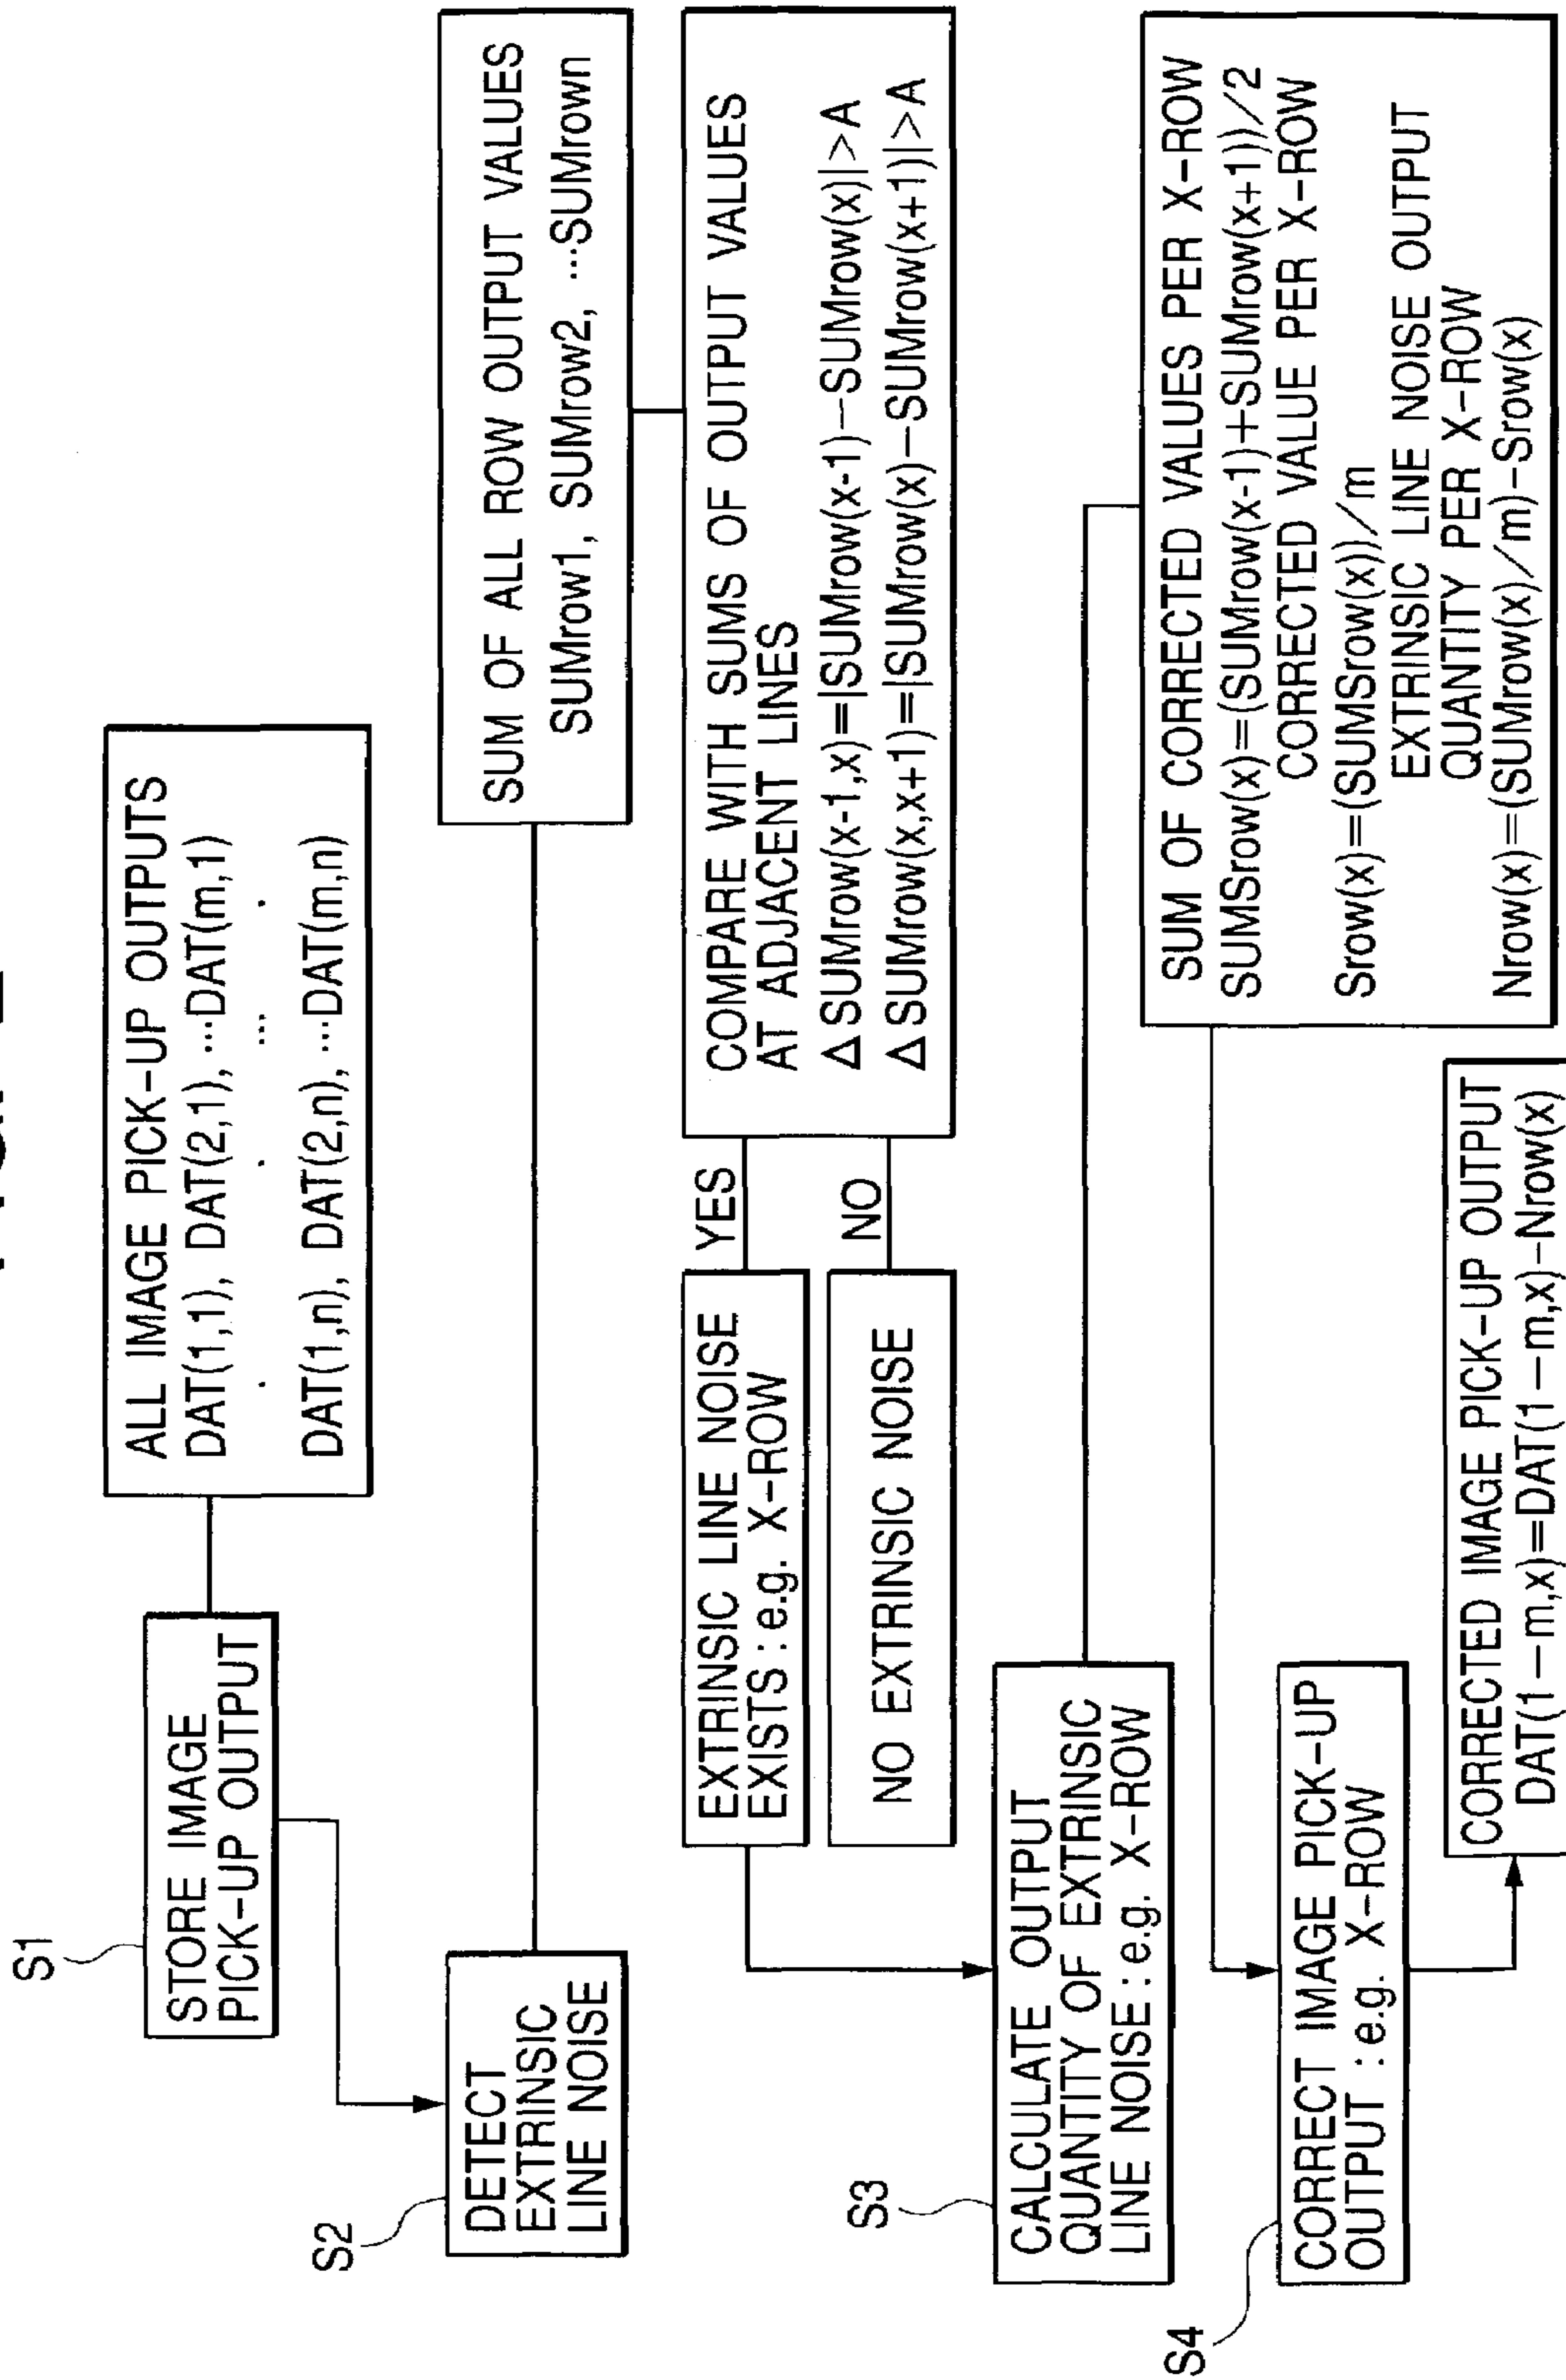 S1
STORE IMAGE
PICK-UP OUTPUT
ALL IMAGE PICK-UP OUTPUTS
DAT(1,1), DAT(2,1), ···DAT(m,1)
. . ··· .
DAT(1,n), DAT(2,n), ···DAT(m,n)
S2
DETECT
EXTRINSIC
LINE NOISE
SUM OF ALL ROW OUTPUT VALUES
SUMrow1, SUMrow2, ···SUMrown
COMPARE WITH SUMS OF OUTPUT VALUES
AT ADJACENT LINES
ΔSUMrow(x-1,x)=|SUMrow(x-1)-SUMrow(x)|>A
ΔSUMrow(x,x+1)=|SUMrow(x)-SUMrow(x+1)|>A
YES
NO
EXTRINSIC LINE NOISE
EXISTS : e.g. X-ROW
NO EXTRINSIC NOISE
S3
CALCULATE OUTPUT
QUANTITY OF EXTRINSIC
LINE NOISE : e.g. X-ROW
SUM OF CORRECTED VALUES PER X-ROW
SUMSrow(x)=(SUMrow(x-1)+SUMrow(x+1))/2
CORRECTED VALUE PER X-ROW
Srow(x)=(SUMSrow(x))/m
EXTRINSIC LINE NOISE OUTPUT
QUANTITY PER X-ROW
Nrow(x)=(SUMrow(x)/m)-Srow(x)
S4
CORRECT IMAGE PICK-UP
OUTPUT : e.g. X-ROW
CORRECTED IMAGE PICK-UP OUTPUT
DAT(1-m,x)=DAT(1-m,x)-Nrow(x)